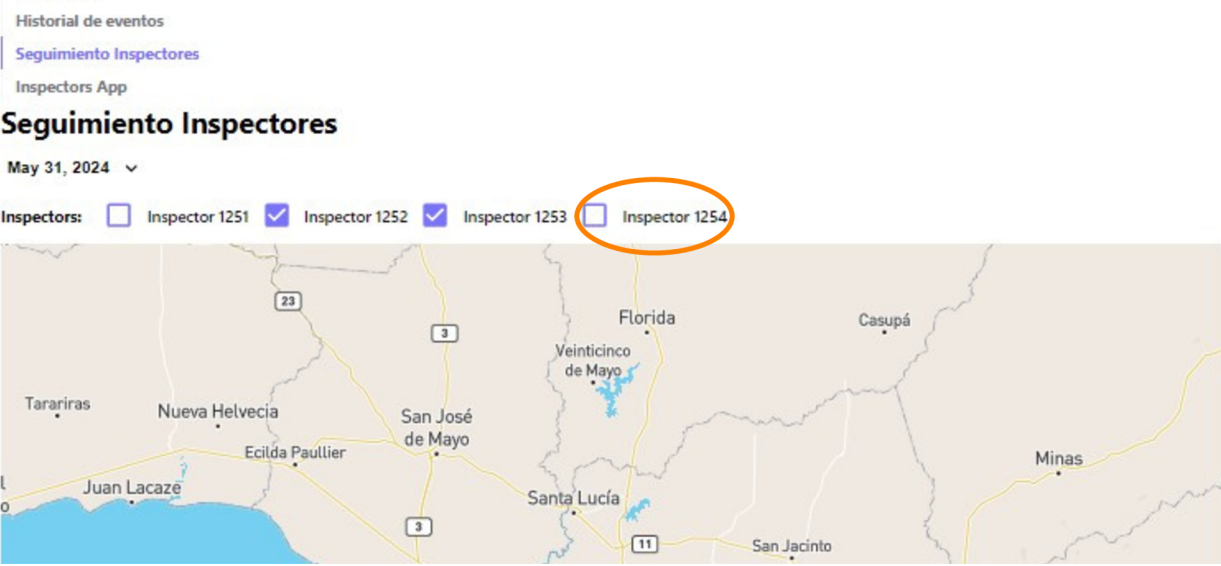 Historial de eventos
Seguimiento Inspectores
Inspectors App
Seguimiento Inspectores
May 31, 2024
Inspectors: Inspector 1251 Inspector 1252 Inspector 1253 Inspector 1254
23
3
Florida
Casupá
Veinticinco
de Mayo
Tarariras
Nueva Helvecia
San José
de Mayo
Ecilda Paullier
Minas
Juan Lacaze
Santa Lucía
3
11
San Jacinto